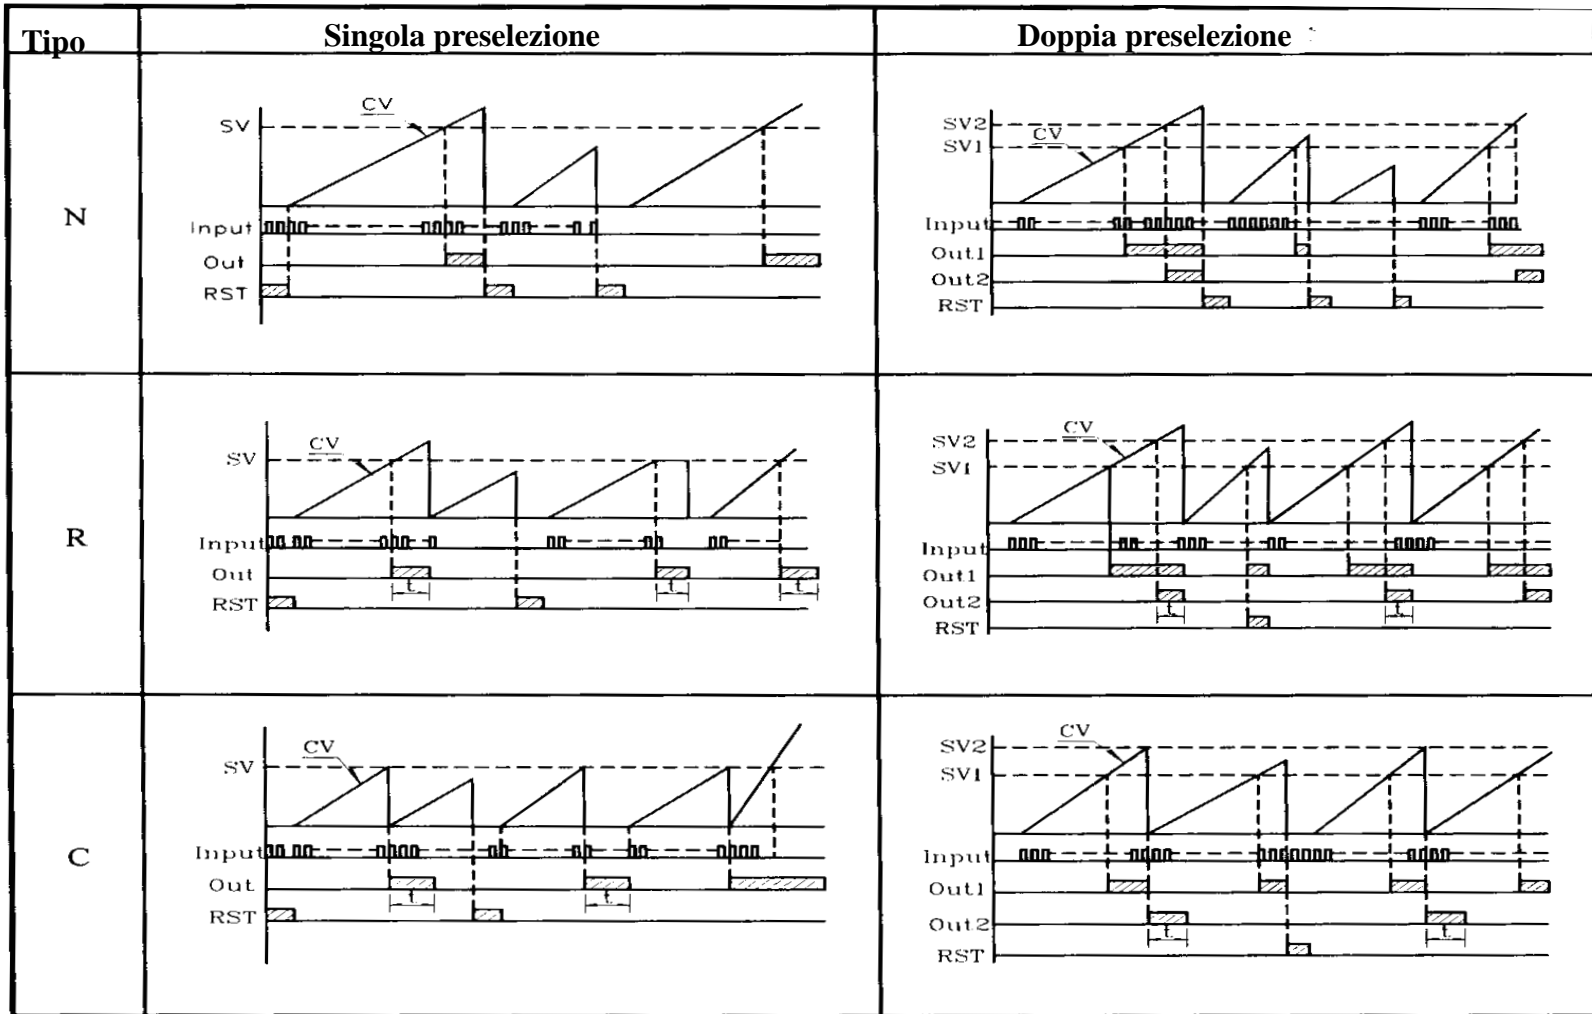 Tipo
Singola preselezione
Doppia preselezione
N
CV
SV
Input
Out
RST
SV2
CV
SV1
Input
Out1
Out2
RST
R
CV
SV
Input
Out
t
t
t
RST
CV
SV2
SV1
Input
Out1
Out2
t
t
RST
C
CV
SV
Input
Out
t
t
RST
CV
SV2
SV1
Input
Out1
Out2
t
t
RST